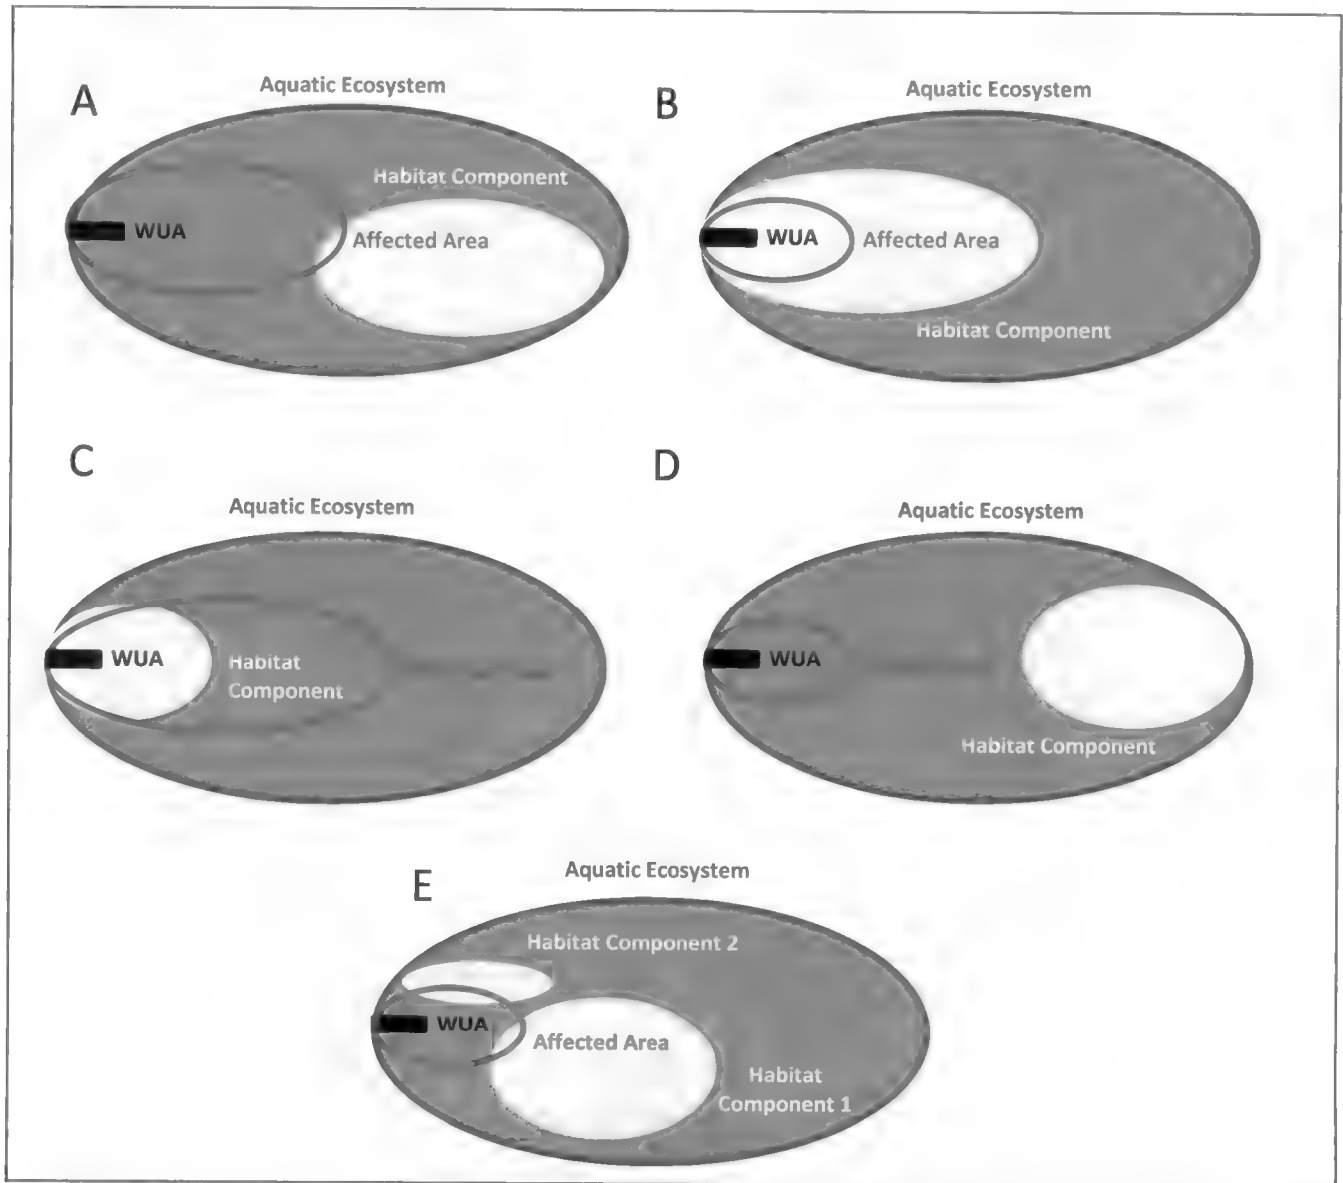 A
Aquatic Ecosystem
Habitat Component
WUA
Affected Area
B
Aquatic Ecosystem
WUA
Affected Area
Habitat Component
C
Aquatic Ecosystem
WUA
Habitat
Component
D
Aquatic Ecosystem
WUA
Habitat Component
E
Aquatic Ecosystem
Habitat Component 2
WUA
Affected Area
Habitat
Component 1